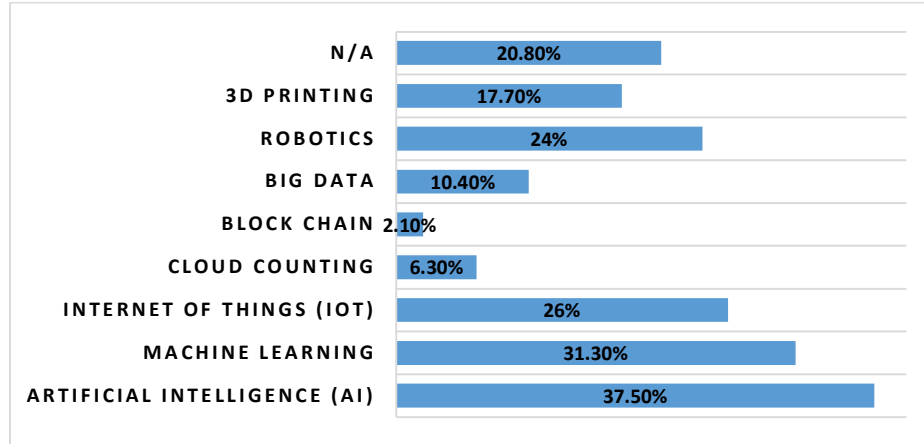 N/A 20.80%
3D PRINTING 17.70%
ROBOTICS 24%
BIG DATA 10.40%
BLOCK CHAIN 2.10%
CLOUD COUNTING 6.30%
INTERNET OF THINGS (IOT) 26%
MACHINE LEARNING 31.30%
ARTIFICIAL INTELLIGENCE (AI) 37.50%